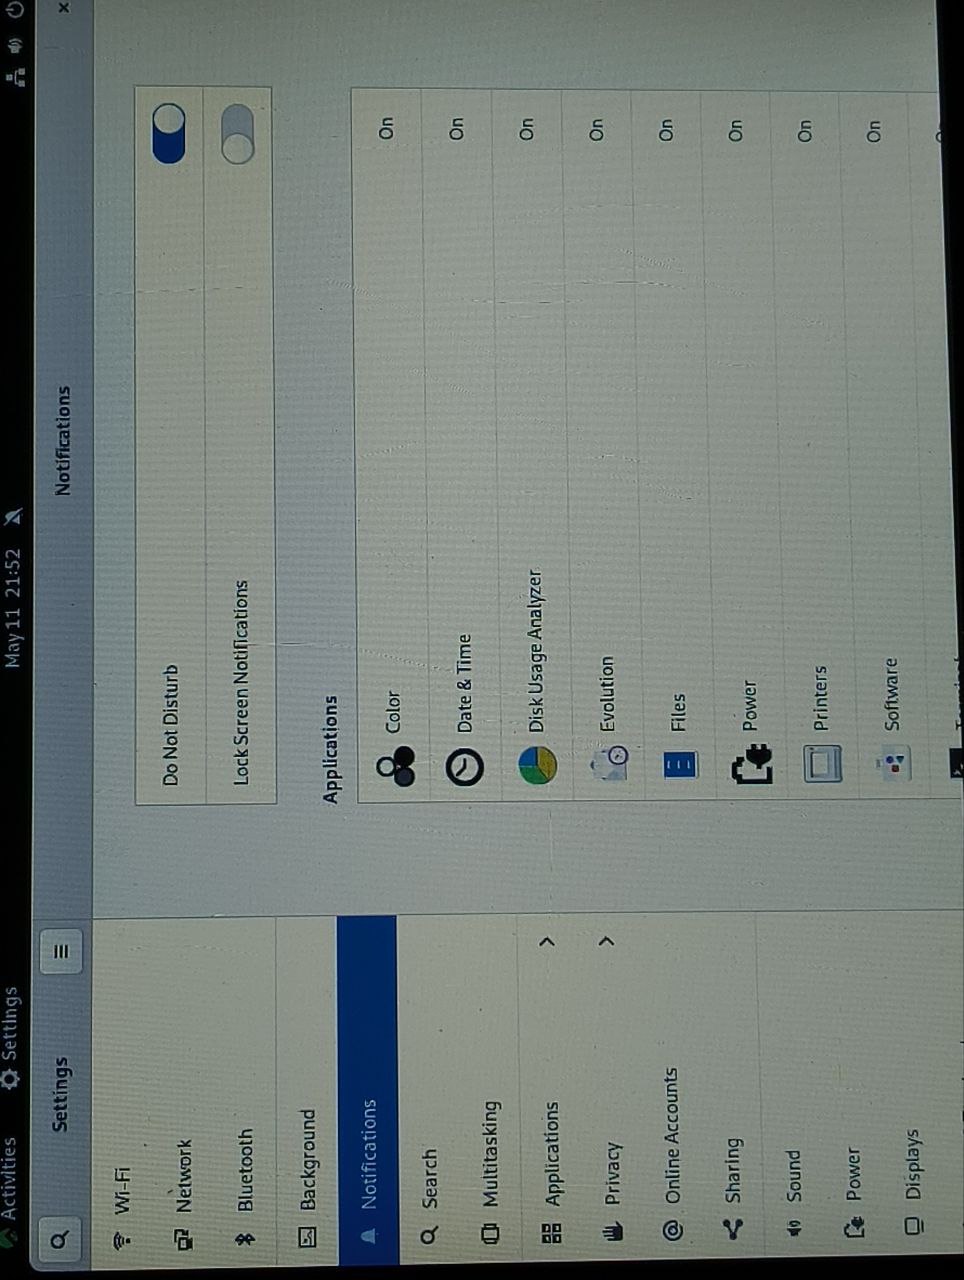 Activities
Settings
May 11 21:52
Settings
Notifications
Wi-Fi
Network
Bluetooth
Background
Notifications
Search
Multitasking
Applications
Privacy
Online Accounts
Sharing
Sound
Power
Displays
Do Not Disturb
Lock Screen Notifications
Applications
Color On
Date & Time On
Disk Usage Analyzer On
Evolution On
Files On
Power On
Printers On
Software On